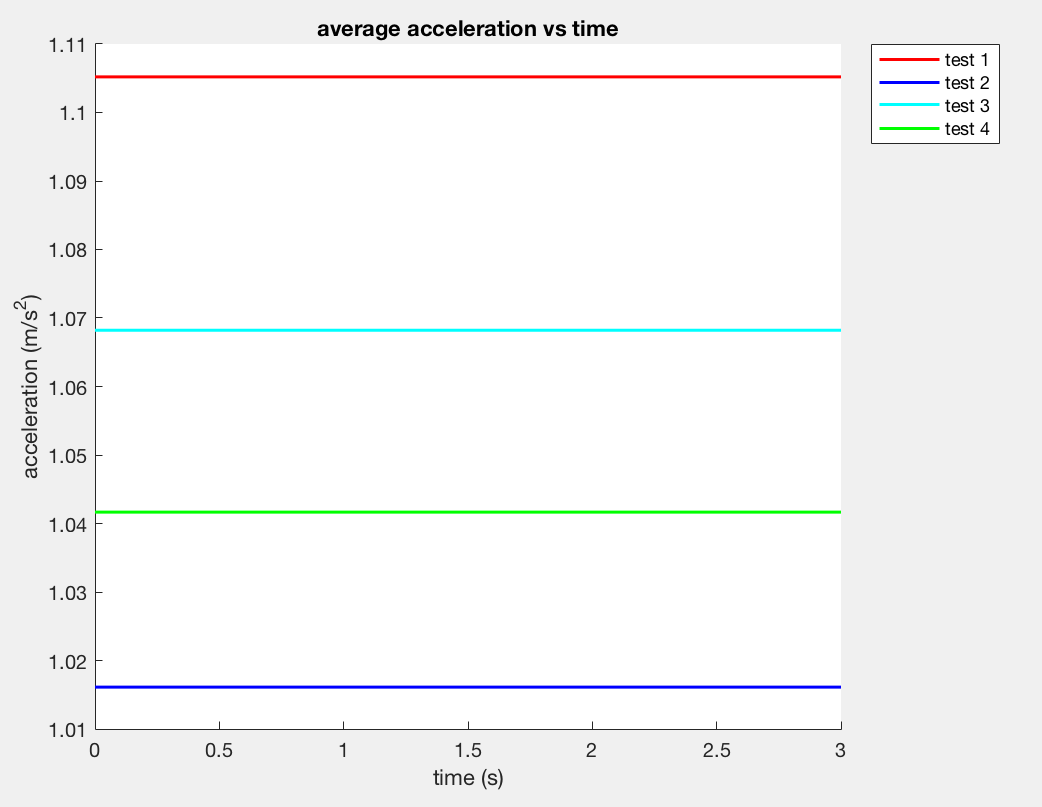 average acceleration vs time
test 1
test 2
test 3
test 4
1.11
1.1
1.09
1.08
1.07
1.06
1.05
1.04
1.03
1.02
1.01
acceleration (m/s²)
0 0.5 1 1.5 2 2.5 3
time (s)